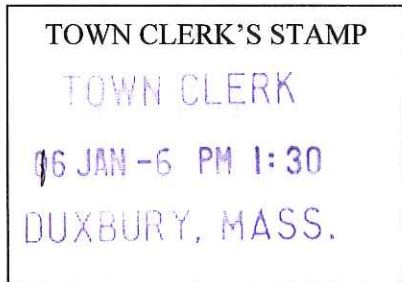 TOWN CLERK'S STAMP
TOWN CLERK
06 JAN -6 PM 1:30
DUXBURY, MASS.